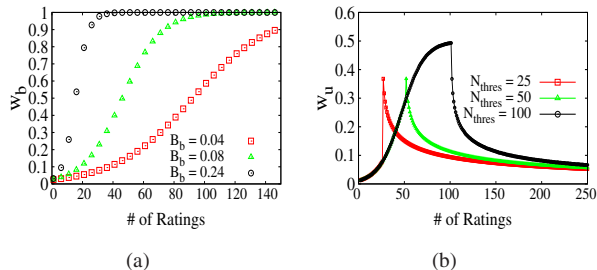 1
0.9
0.8
0.7
0.6
0.5
0.4
0.3
0.2
0.1
0
w_b
0 20 40 60 80 100 120 140
# of Ratings
B_b = 0.04
B_b = 0.08
B_b = 0.24
(a)
0.6
0.5
0.4
0.3
0.2
0.1
0
w_u
0 50 100 150 200 250
# of Ratings
N_thres = 25
N_thres = 50
N_thres = 100
(b)